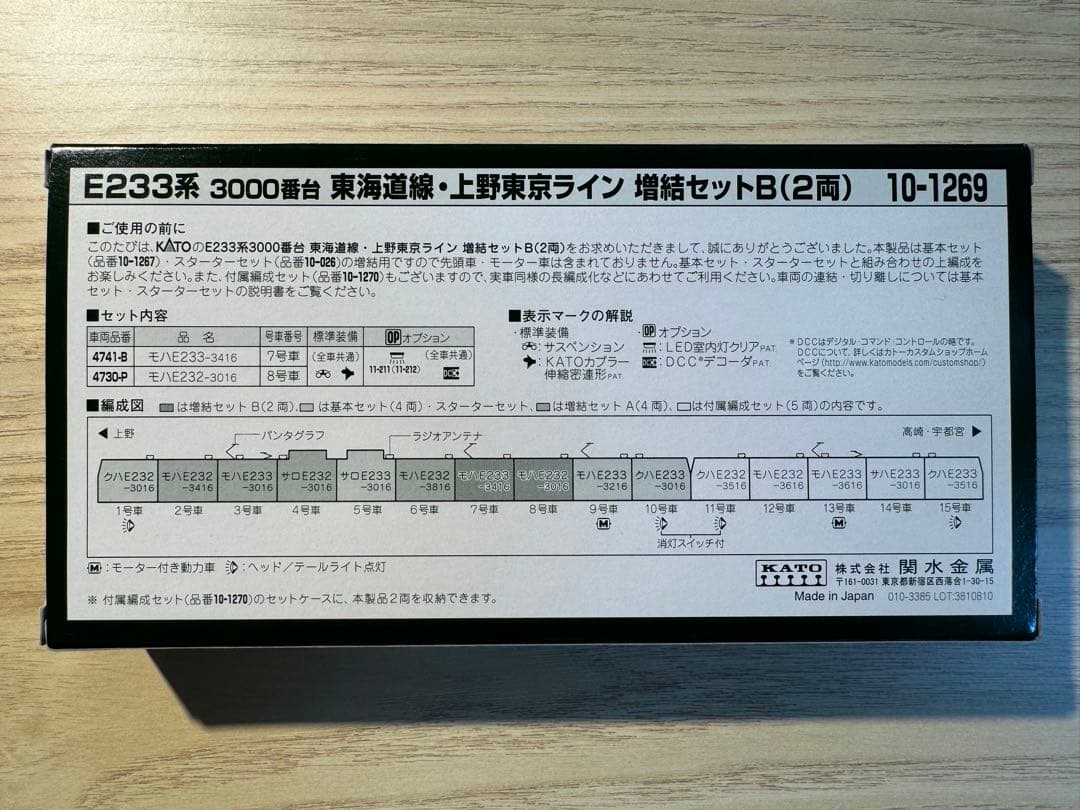 E233系 3000番台 東海道線・上野東京ライン 増結セットB(2両) 10-1269
■ご使用の前に
このたびは、KATOのE233系3000番台 東海道線・上野東京ライン 増結セットB(2両)をお求めいただきまして、誠にありがとうございました。本製品は基本セット
(品番10-1267)・スターターセット(品番10-026)の増結用ですので先頭車・モーター車は含まれておりません。基本セット・スターターセットと組み合わせの上編成を
お楽しみください。また、付属編成セット(品番10-1270)もございますので、実車同様の長編成化などにあわせてご利用ください。車両の連結・切り離しについては基本
セット・スターターセットの説明書をご覧ください。
■セット内容
車両品番 品 名 号車番号 標準装備 OPオプション
4741-B モハE233-3416 7号車 (全車共通) (全車共通)
11-211(11-212)
4730-P モハE232-3016 8号車 DCC
■表示マークの解説
・標準装備 ・OPオプション
：サスペンション ：LED室内灯クリアPAT.
：KATOカプラー 伸縮密連形PAT. DCC：DCC※デコーダPAT.
※DCCはデジタル・コマンド・コントロールの略です。
DCCについて、詳しくはカトーカスタムショップホーム
ページ(http://www.katomodels.com/customshop/)
をご覧ください。
■編成図 は増結セットB(2両)、は基本セット(4両)・スターターセット、は増結セットA(4両)、は付属編成セット(5両)の内容です。
◀上野 パンタグラフ ラジオアンテナ 高崎・宇都宮▶
クハE232 モハE232 モハE233 サロE232 サロE233 モハE232 モハE233 モハE232 モハE233 クハE233 クハE232 モハE232 モハE233 サハE233 クハE233
-3016 -3416 -3016 -3016 -3016 -3816 -3416 -3016 -3216 -3016 -3516 -3616 -3616 -3016 -3516
1号車 2号車 3号車 4号車 5号車 6号車 7号車 8号車 9号車 10号車 11号車 12号車 13号車 14号車 15号車
M M
消灯スイッチ付
M：モーター付き動力車 ：ヘッド／テールライト点灯
KATO 株式会社 関水金属
〒161-0031 東京都新宿区西落合1-30-15
Made in Japan 010-3385 LOT:3810810
※ 付属編成セット(品番10-1270)のセットケースに、本製品2両を収納できます。